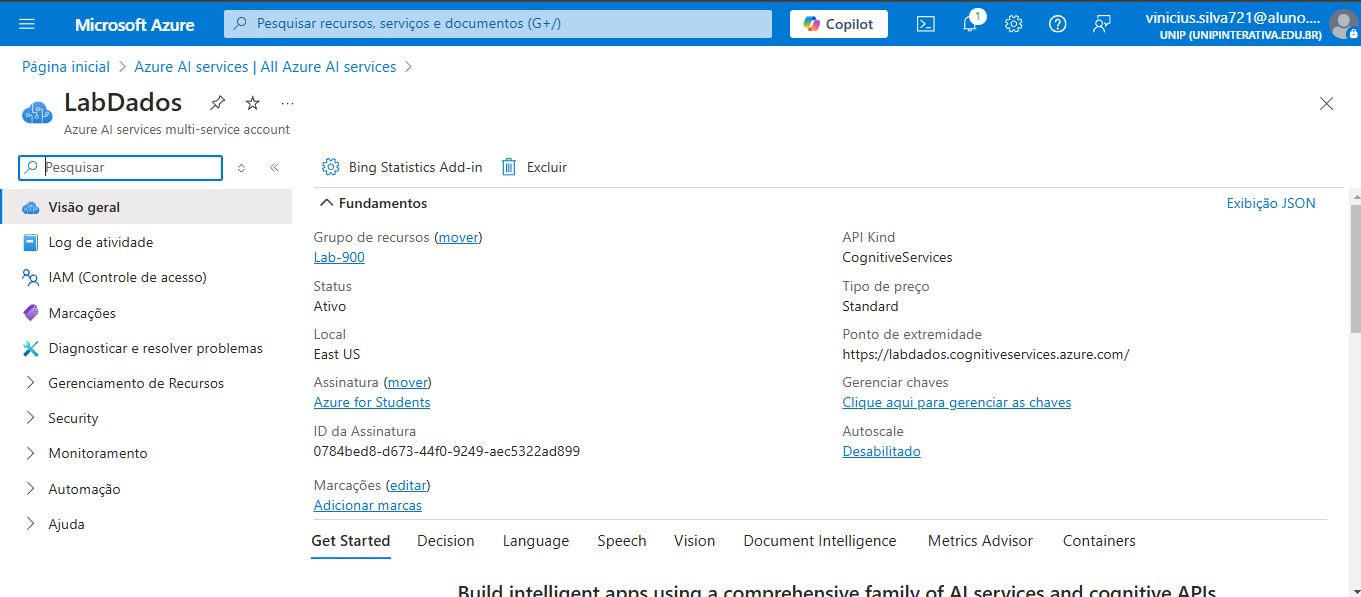 Microsoft Azure
Pesquisar recursos, serviços e documentos (G+/)
Copilot
1
vinicius.silva721@aluno....
UNIP (UNIPINTERATIVA.EDU.BR)
Página inicial > Azure AI services | All Azure AI services >
LabDados
Azure AI services multi-service account
Pesquisar
Bing Statistics Add-in
Excluir
Visão geral
Log de atividade
IAM (Controle de acesso)
Marcações
Diagnosticar e resolver problemas
Gerenciamento de Recursos
Security
Monitoramento
Automação
Ajuda
Fundamentos
Exibição JSON
Grupo de recursos (mover)
Lab-900
Status
Ativo
Local
East US
Assinatura (mover)
Azure for Students
ID da Assinatura
0784bed8-d673-44f0-9249-aec5322ad899
Marcações (editar)
Adicionar marcas
API Kind
CognitiveServices
Tipo de preço
Standard
Ponto de extremidade
https://labdados.cognitiveservices.azure.com/
Gerenciar chaves
Clique aqui para gerenciar as chaves
Autoscale
Desabilitado
Get Started
Decision
Language
Speech
Vision
Document Intelligence
Metrics Advisor
Containers
Build intelligent apps using a comprehensive family of AI services and cognitive APIs